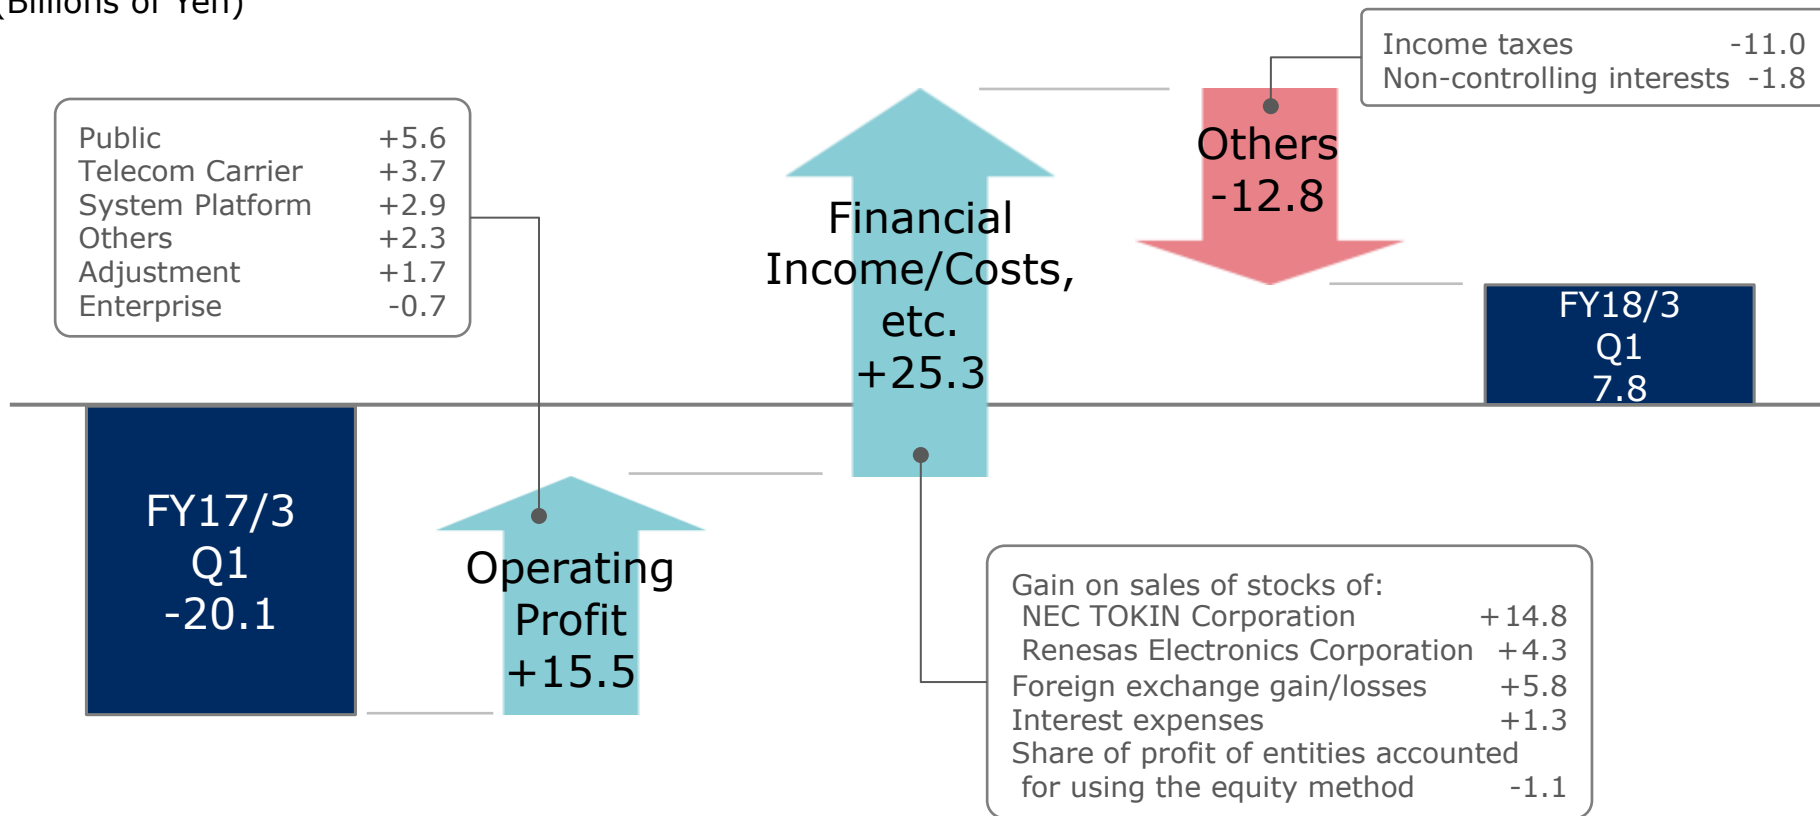 (Billions of Yen)
Income taxes -11.0
Non-controlling interests -1.8
Public +5.6
Telecom Carrier +3.7
System Platform +2.9
Others +2.3
Adjustment +1.7
Enterprise -0.7
Others
-12.8
Financial
Income/Costs,
etc.
+25.3
FY18/3
Q1
7.8
FY17/3
Q1
-20.1
Operating
Profit
+15.5
Gain on sales of stocks of:
NEC TOKIN Corporation +14.8
Renesas Electronics Corporation +4.3
Foreign exchange gain/losses +5.8
Interest expenses +1.3
Share of profit of entities accounted
for using the equity method -1.1